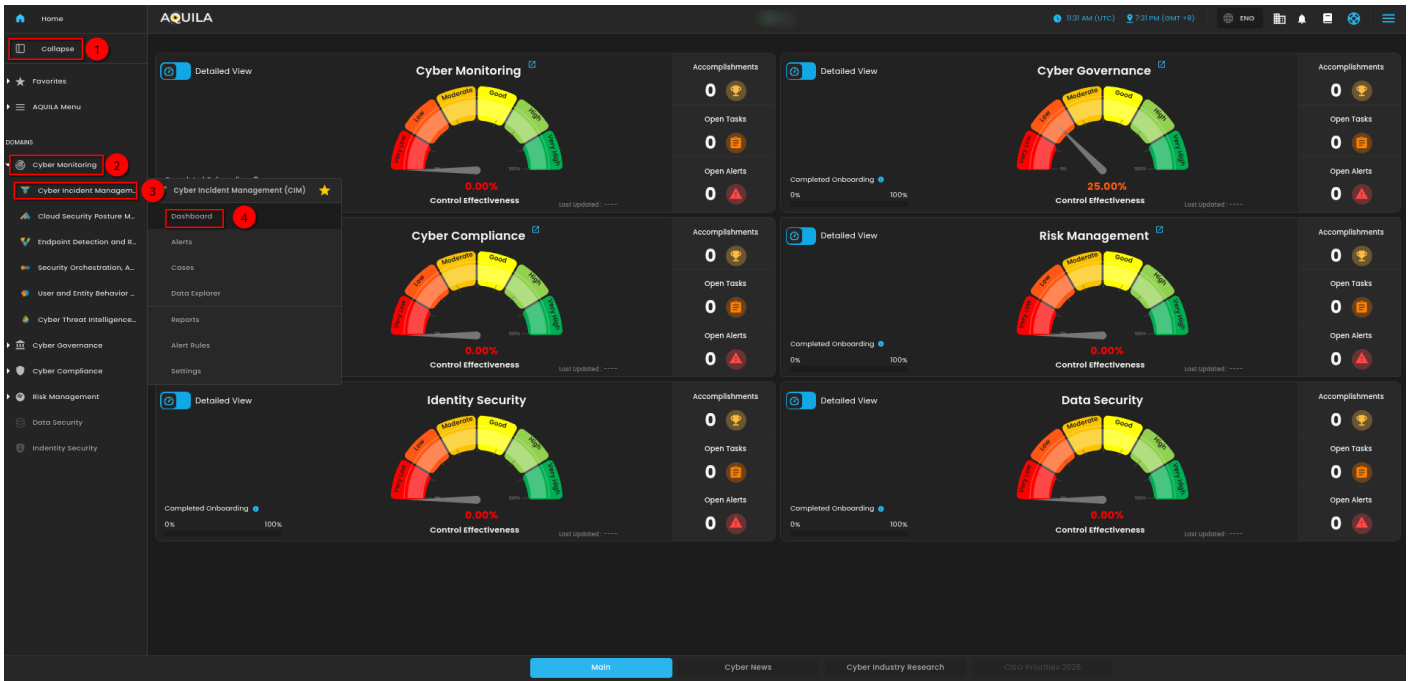 Home
AQUILA
11:31 AM (UTC)
7:31 PM (GMT +8)
ENG
Collapse
1
Favorites
AQUILA Menu
DOMAINS
Cyber Monitoring
2
Cyber Incident Managem...
3
Cloud Security Posture M...
Endpoint Detection and R...
Security Orchestration, A...
User and Entity Behavior ...
Cyber Threat Intelligence...
Cyber Governance
Cyber Compliance
Risk Management
Data Security
Indentity Security
Cyber Incident Management (CIM)
Dashboard
4
Alerts
Cases
Data Explorer
Reports
Alert Rules
Settings
Detailed View
Cyber Monitoring
Very Low
Low
Moderate
Good
High
Very High
100%
0.00%
Control Effectiveness
Last Updated : ----
Accomplishments
0
Open Tasks
0
Open Alerts
0
Detailed View
Cyber Governance
Very Low
Low
Moderate
Good
High
Very High
0%
100%
Completed Onboarding
0%
100%
25.00%
Control Effectiveness
Last Updated : ----
Accomplishments
0
Open Tasks
0
Open Alerts
0
Cyber Compliance
Very Low
Low
Moderate
Good
High
Very High
100%
0.00%
Control Effectiveness
Last Updated : ----
Accomplishments
0
Open Tasks
0
Open Alerts
0
Detailed View
Risk Management
Very Low
Low
Moderate
Good
High
Very High
100%
Completed Onboarding
0%
100%
0.00%
Control Effectiveness
Last Updated : ----
Accomplishments
0
Open Tasks
0
Open Alerts
0
Detailed View
Identity Security
Very Low
Low
Moderate
Good
High
Very High
100%
Completed Onboarding
0%
100%
0.00%
Control Effectiveness
Last Updated : ----
Accomplishments
0
Open Tasks
0
Open Alerts
0
Detailed View
Data Security
Very Low
Low
Moderate
Good
High
Very High
100%
Completed Onboarding
0%
100%
0.00%
Control Effectiveness
Last Updated : ----
Accomplishments
0
Open Tasks
0
Open Alerts
0
Main
Cyber News
Cyber Industry Research
CISO Priorities 2025